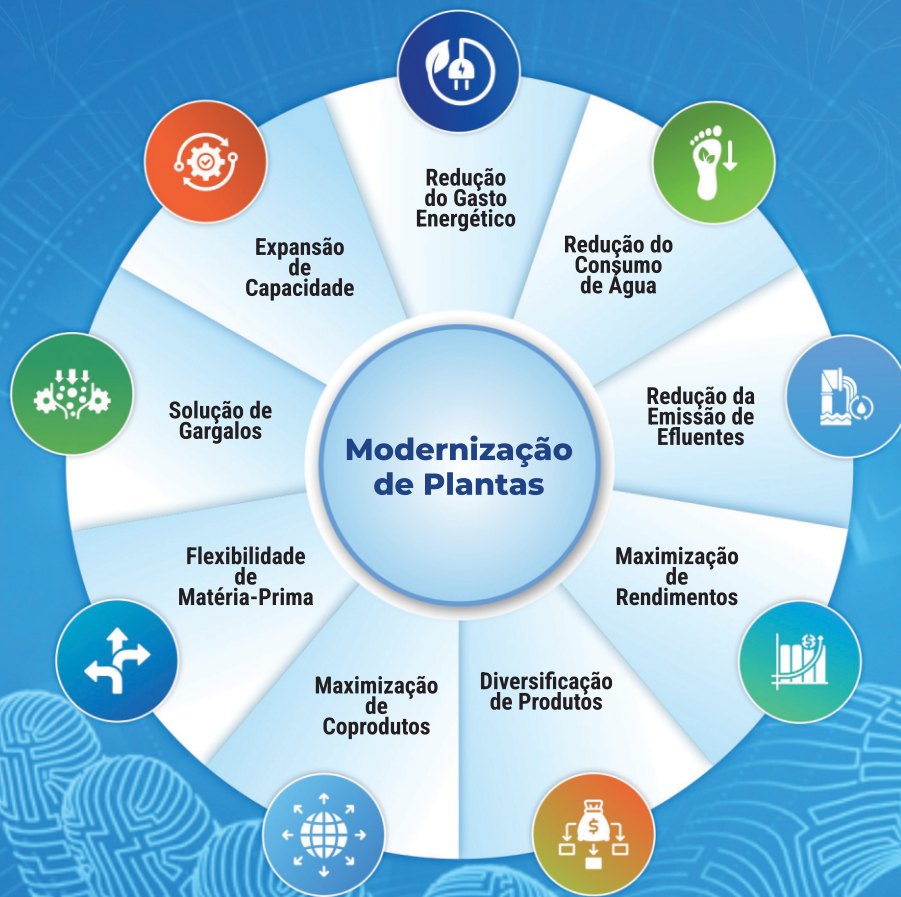 Redução
do Gasto
Energético
Redução do
Consumo
de Água
Redução da
Emissão de
Efluentes
Maximização
de
Rendimentos
Diversificação
de Produtos
Maximização
de
Coprodutos
Flexibilidade
de
Matéria-Prima
Solução de
Gargalos
Expansão
de
Capacidade
Modernização
de Plantas
$
$